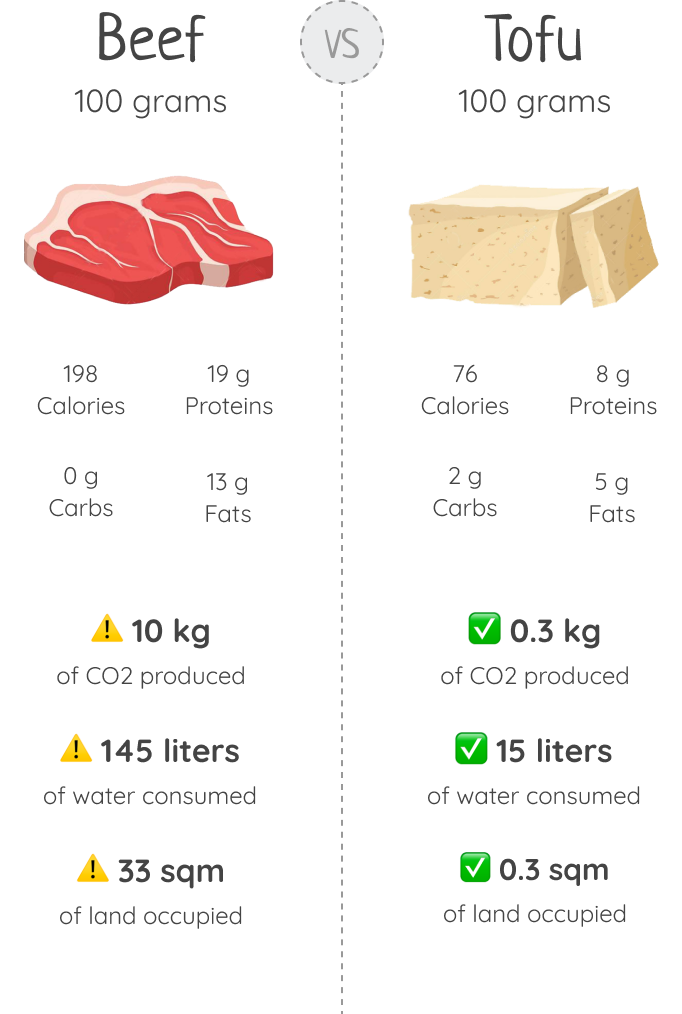 Beef
100 grams
198
Calories
19 g
Proteins
0 g
Carbs
13 g
Fats
10 kg
of CO2 produced
145 liters
of water consumed
33 sqm
of land occupied
VS
Tofu
100 grams
76
Calories
8 g
Proteins
2 g
Carbs
5 g
Fats
0.3 kg
of CO2 produced
15 liters
of water consumed
0.3 sqm
of land occupied